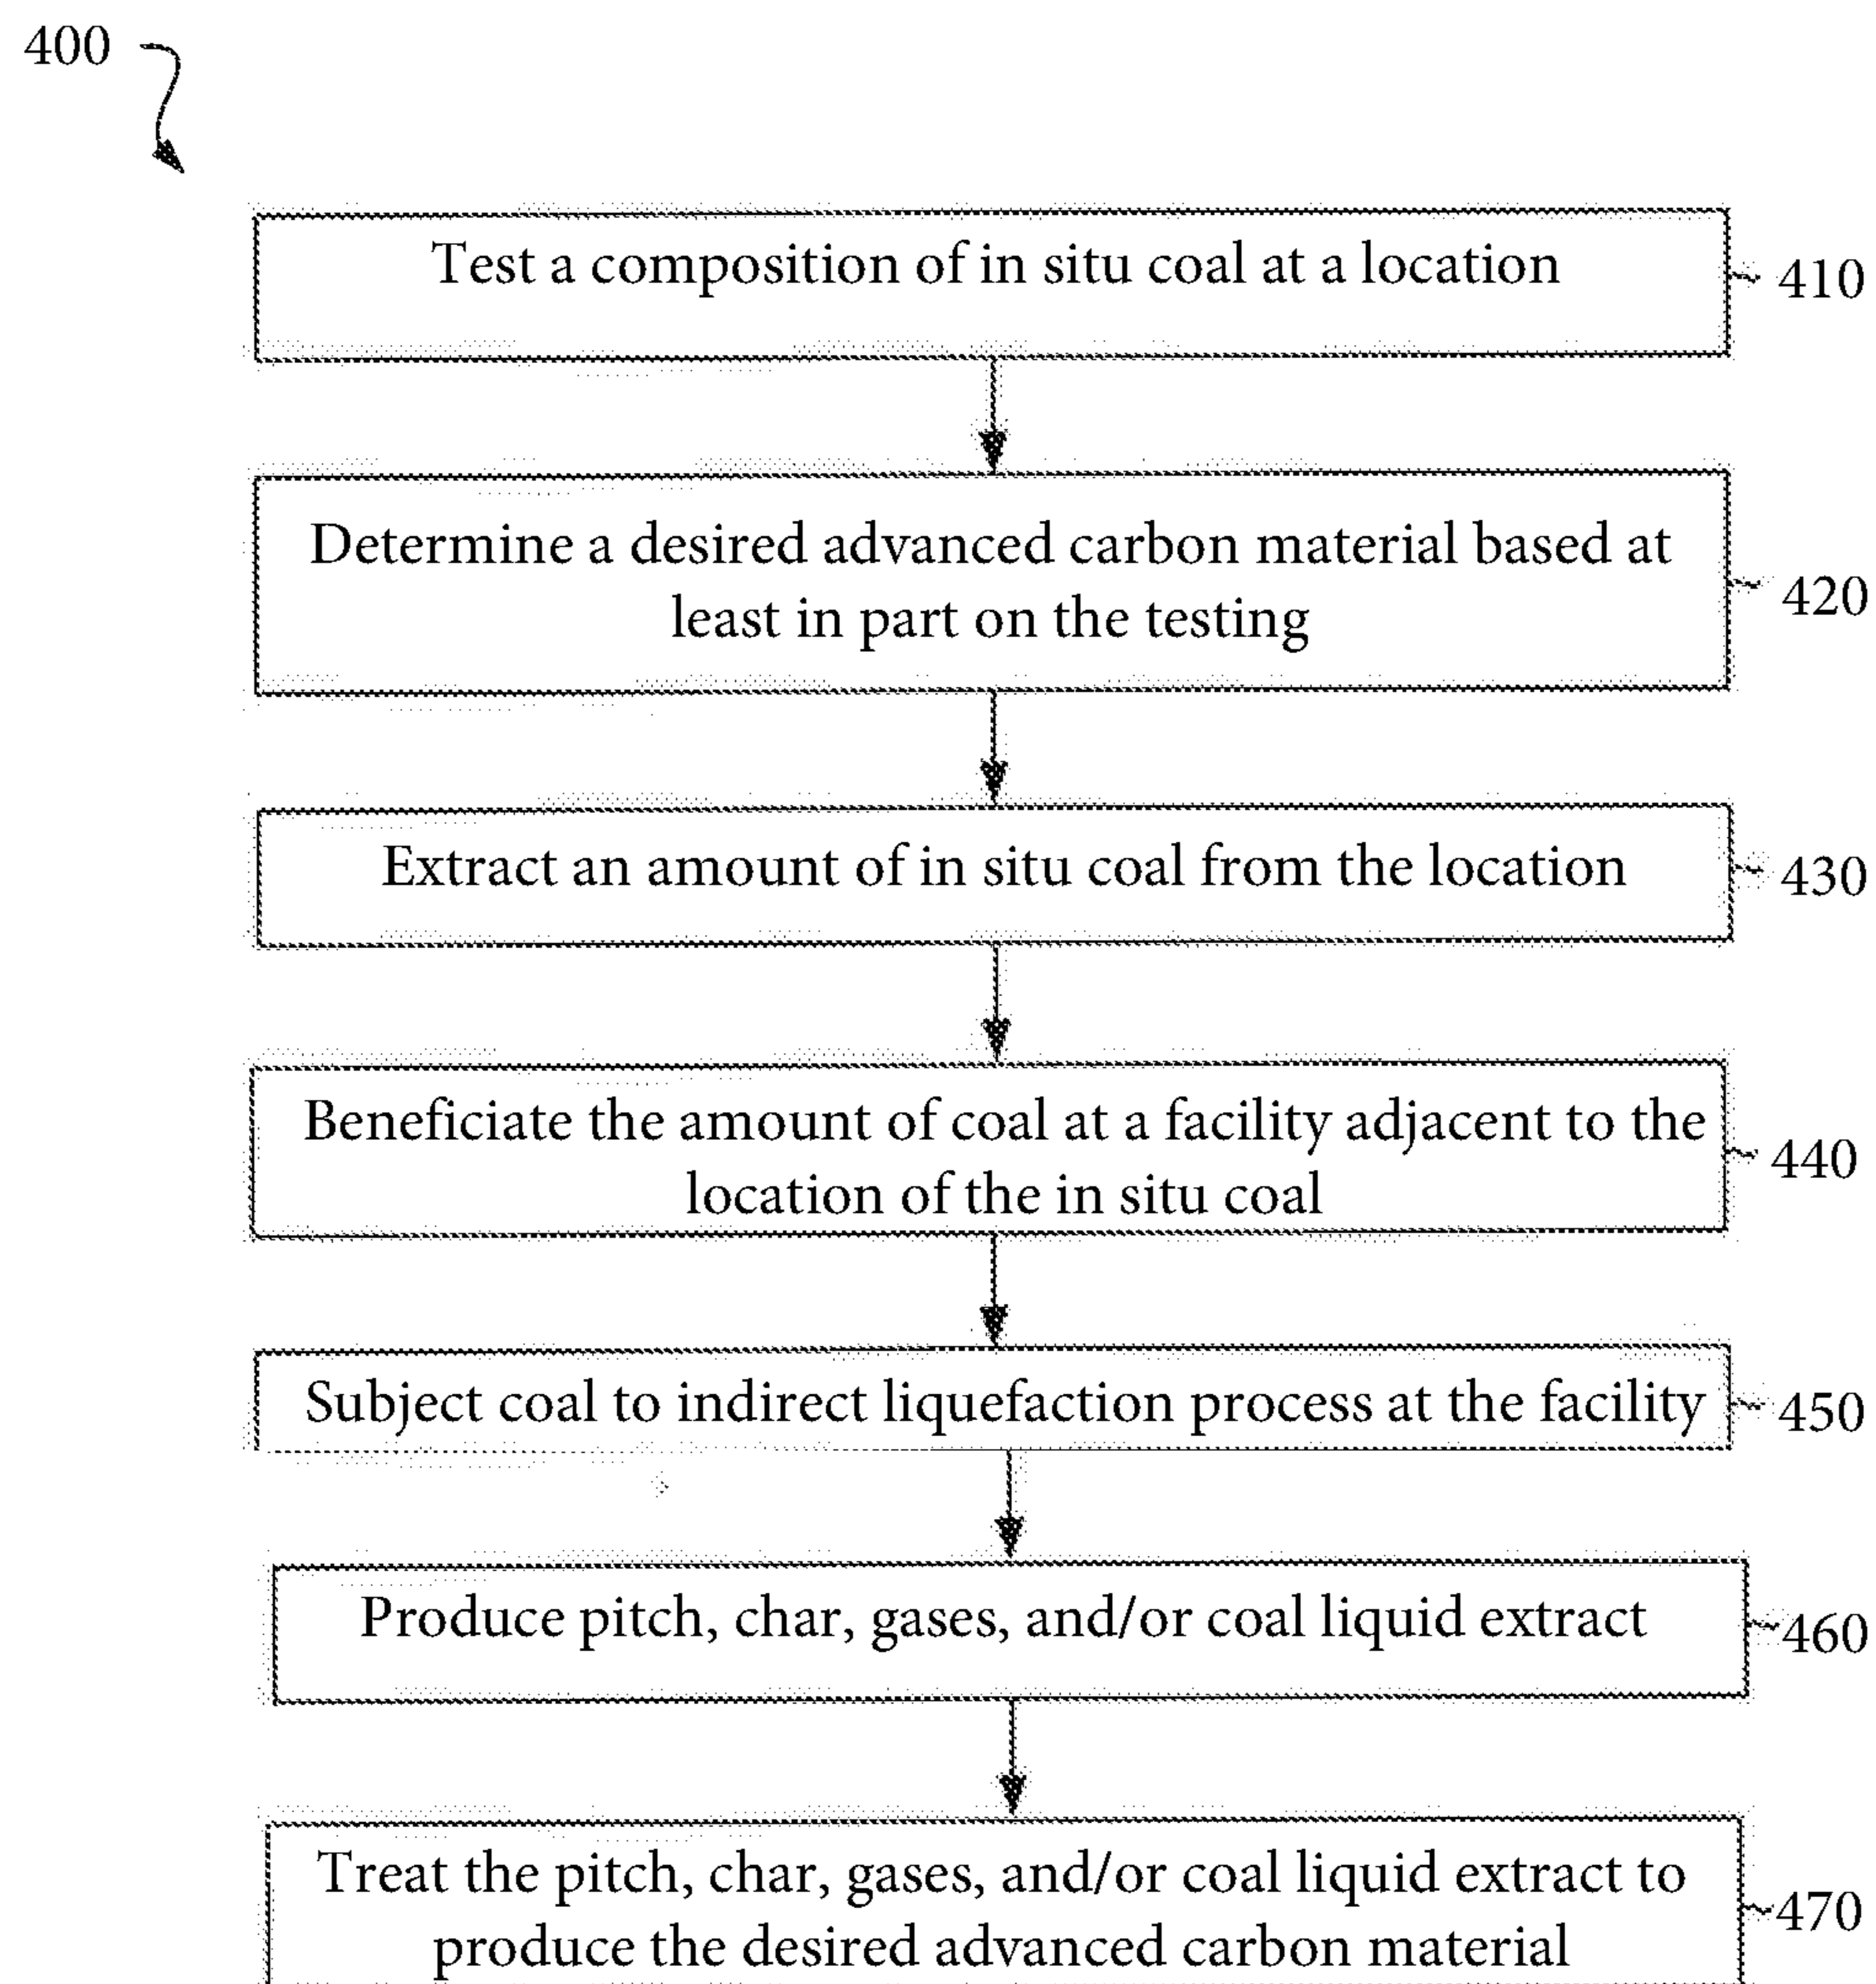 400
Test a composition of in situ coal at a location
410
Determine a desired advanced carbon material based at
least in part on the testing
420
Extract an amount of in situ coal from the location
430
Beneficiate the amount of coal at a facility adjacent to the
location of the in situ coal
440
Subject coal to indirect liquefaction process at the facility
450
Produce pitch, char, gases, and/or coal liquid extract
460
Treat the pitch, char, gases, and/or coal liquid extract to
produce the desired advanced carbon material
470